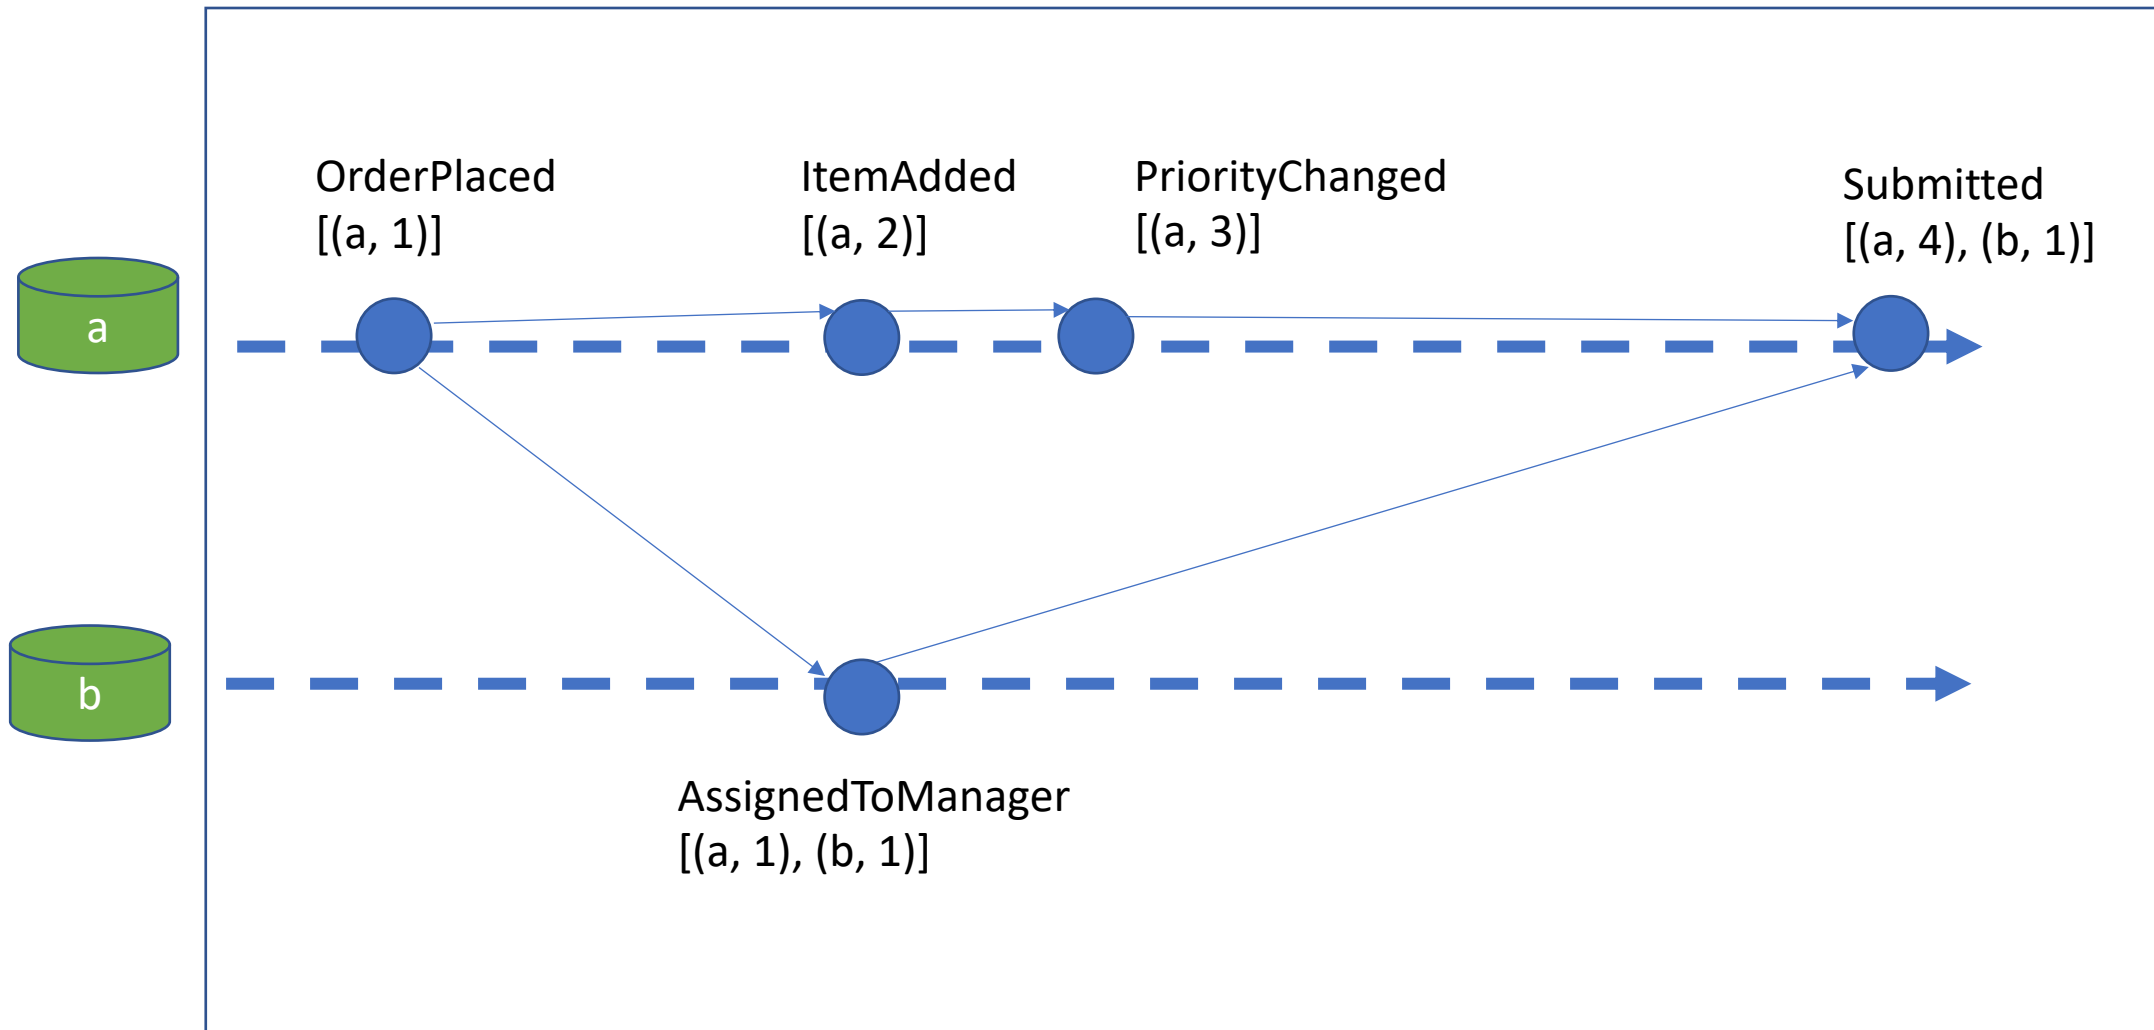 OrderPlaced
[(a, 1)]
ItemAdded
[(a, 2)]
PriorityChanged
[(a, 3)]
Submitted
[(a, 4), (b, 1)]
a
b
AssignedToManager
[(a, 1), (b, 1)]